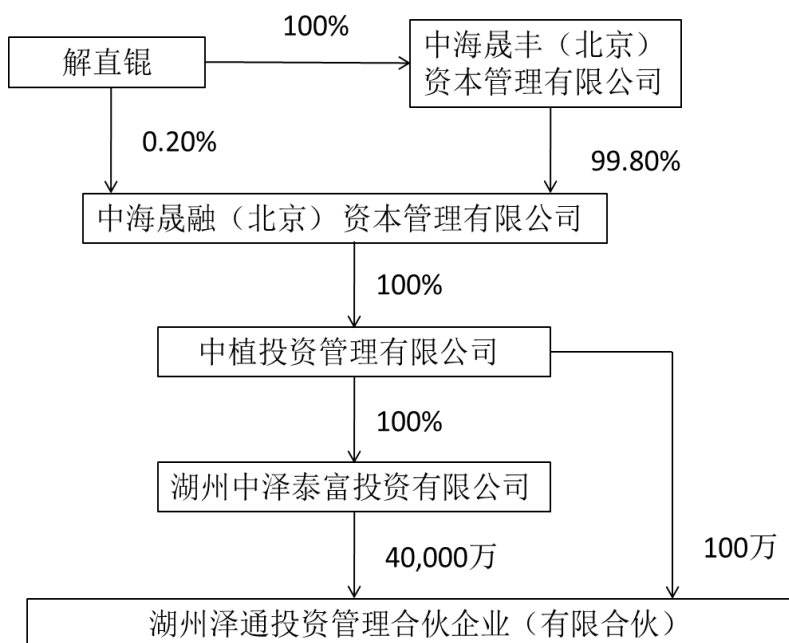 100%
解直锟
中海晟丰（北京）
资本管理有限公司
0.20%
99.80%
中海晟融（北京）资本管理有限公司
100%
中植投资管理有限公司
100%
湖州中泽泰富投资有限公司
40,000万
100万
湖州泽通投资管理合伙企业（有限合伙）